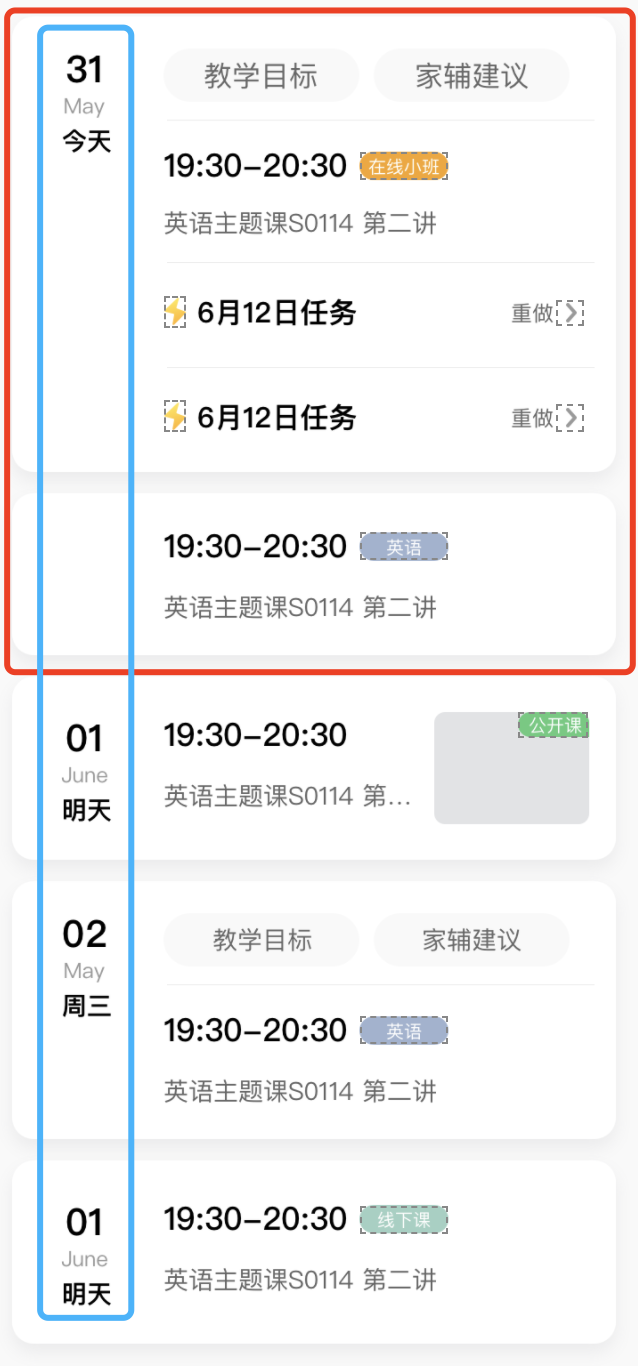 31
May
今天
教学目标 家辅建议
19:30–20:30 在线小班
英语主题课S0114 第二讲
6月12日任务 重做
6月12日任务 重做
19:30–20:30 英语
英语主题课S0114 第二讲
01
June
明天
19:30–20:30
公开课
英语主题课S0114 第...
02
May
周三
教学目标 家辅建议
19:30–20:30 英语
英语主题课S0114 第二讲
01
June
明天
19:30–20:30 线下课
英语主题课S0114 第二讲